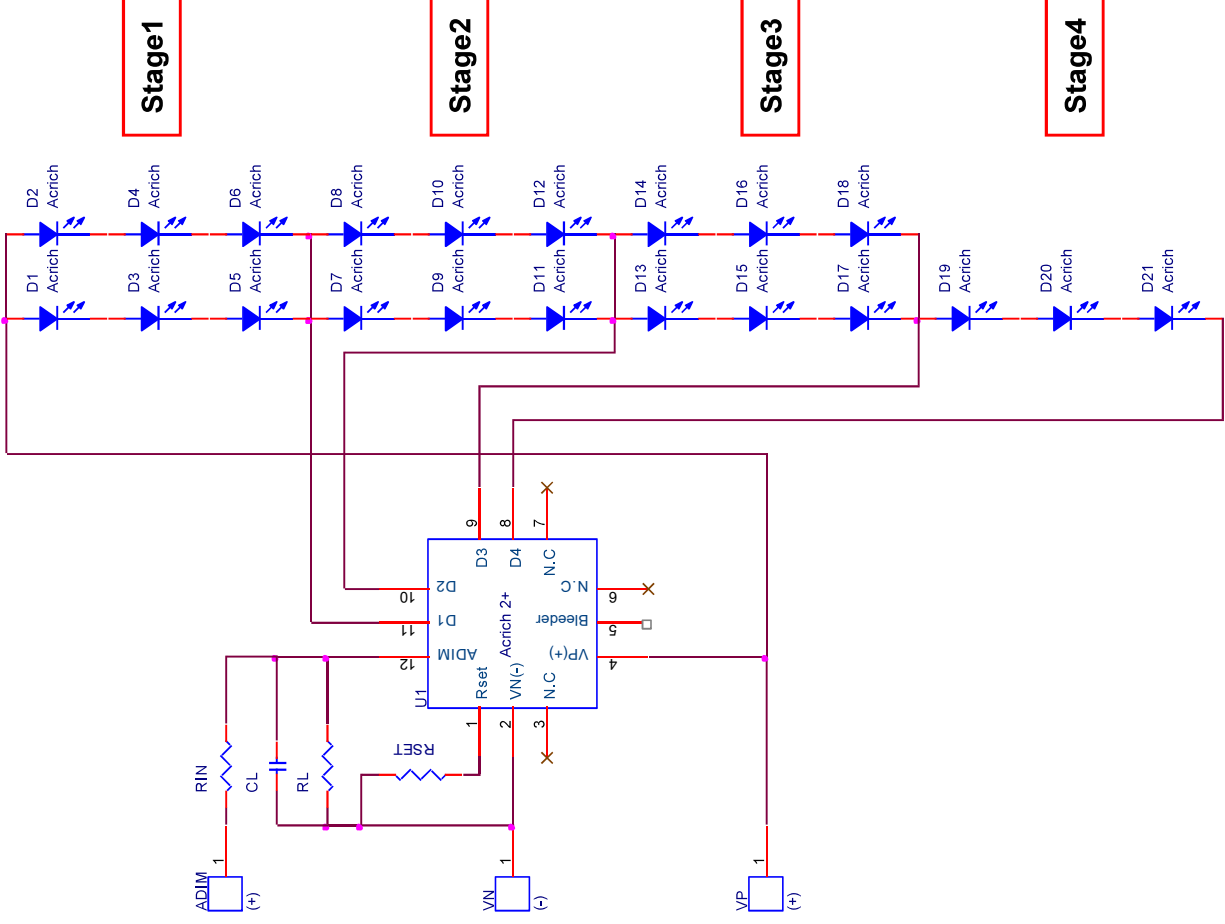 Stage1
Stage2
Stage3
Stage4
D2
Acrich
D4
Acrich
D6
Acrich
D8
Acrich
D10
Acrich
D12
Acrich
D14
Acrich
D16
Acrich
D18
Acrich
D1
Acrich
D3
Acrich
D5
Acrich
D7
Acrich
D9
Acrich
D11
Acrich
D13
Acrich
D15
Acrich
D17
Acrich
D19
Acrich
D20
Acrich
D21
Acrich
9
8
7
D3
D4
N.C
10
D2
N.C
6
11
D1
Acrich 2+
Bleeder
5
12
ADIM
VP(+)
4
U1
Rset
VN(-)
N.C
1
2
3
RSET
RIN
CL
RL
1
1
1
ADIM
(+)
VN
(-)
VP
(+)